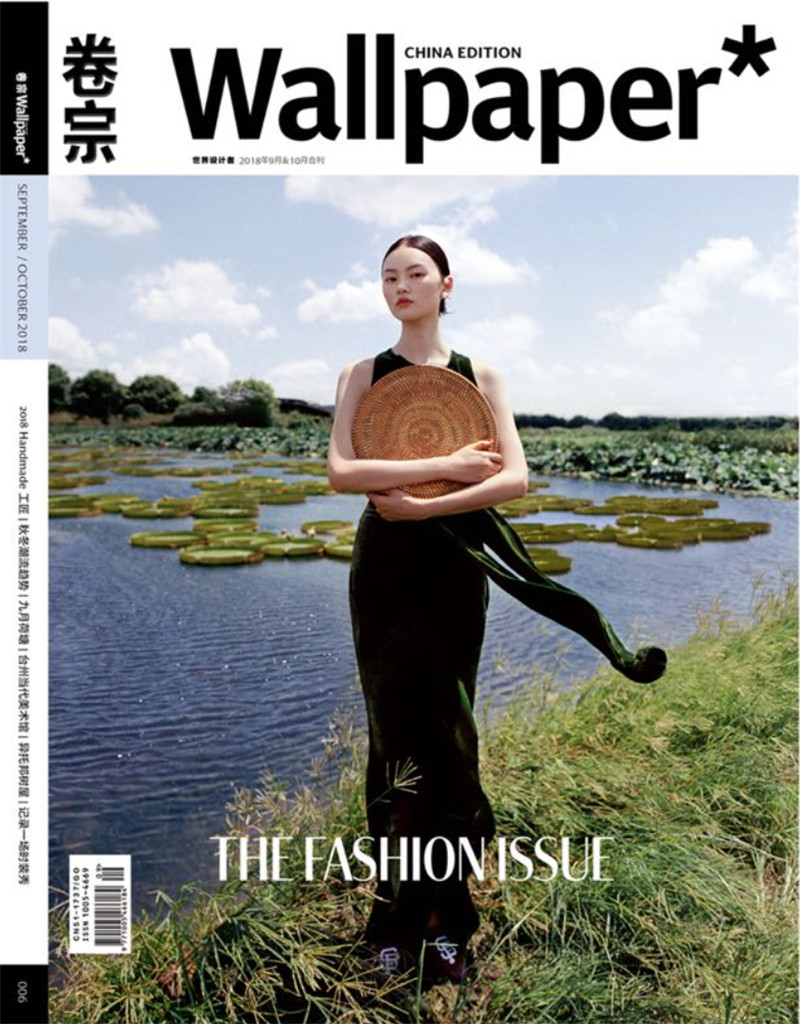 卷宗Wallpaper*
SEPTEMBER / OCTOBER 2018
2018 Handmade 工匠 | 秋冬潮流趋势 | 九月荷塘 | 台州当代美术馆 | 异托邦树屋 | 记录一场时装秀
006
卷宗
CHINA EDITION
Wallpaper*
世界设计者 2018年9月&10月合刊
THE FASHION ISSUE
CN51-1737/GO
ISSN 1005-4669
09>